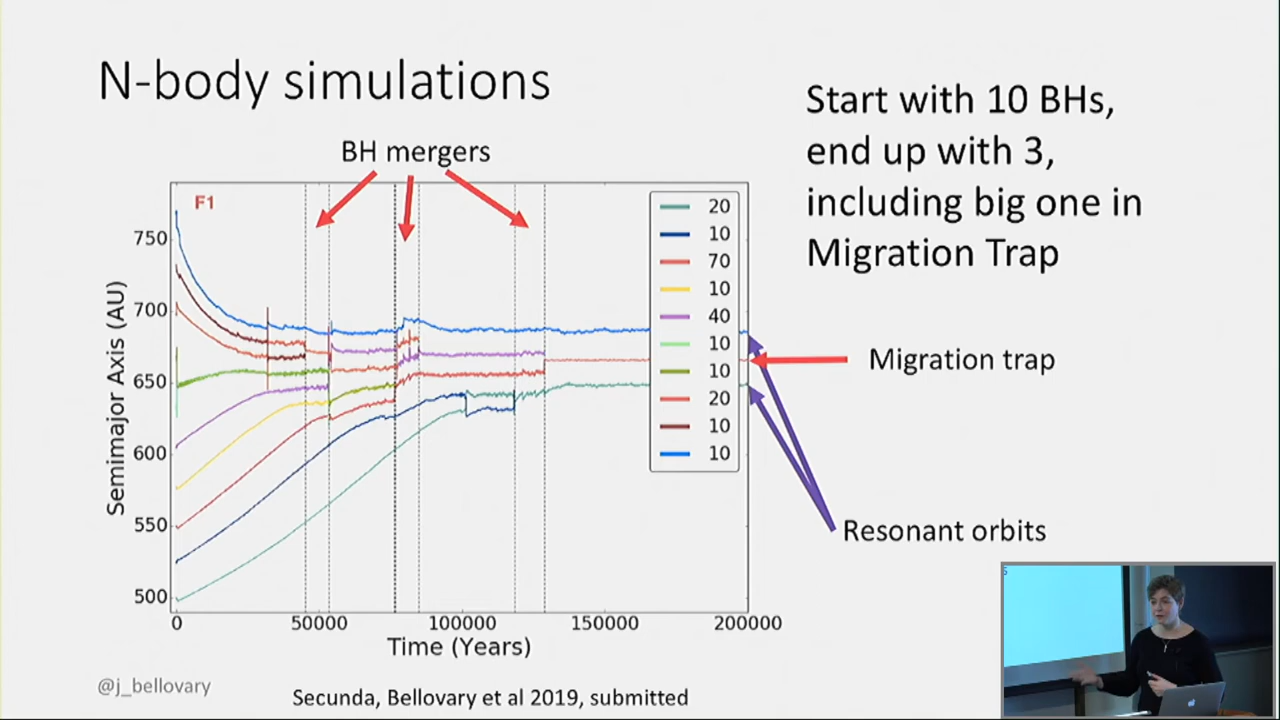 N-body simulations
Start with 10 BHs,
end up with 3,
including big one in
Migration Trap
BH mergers
F1
20
10
70
10
40
10
10
20
10
10
750
700
650
600
550
500
Semimajor Axis (AU)
0
50000
100000
150000
200000
Time (Years)
Migration trap
Resonant orbits
@j_bellovary
Secunda, Bellovary et al 2019, submitted